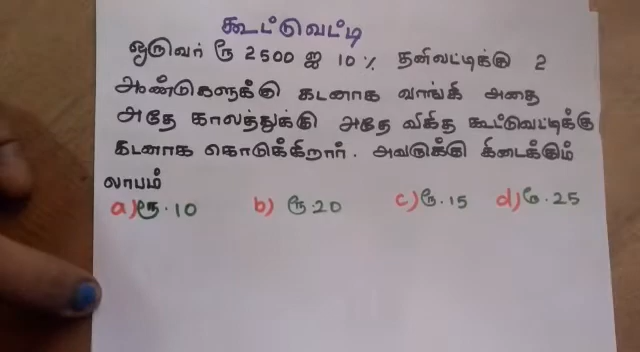 கூட்டுவட்டி
ஒருவர் ரூ 2500 ஐ 10% தனிவட்டிக்கு 2
ஆண்டுகளுக்கு கடனாக வாங்கி அதை
அதே காலத்துக்கு அதே விகித கூட்டுவட்டிக்கு
கடனாக கொடுக்கிறார். அவருக்கு கிடைக்கும்
லாபம்
a) ரூ.10 b) ரூ.20 c) ரூ.15 d) ரூ.25